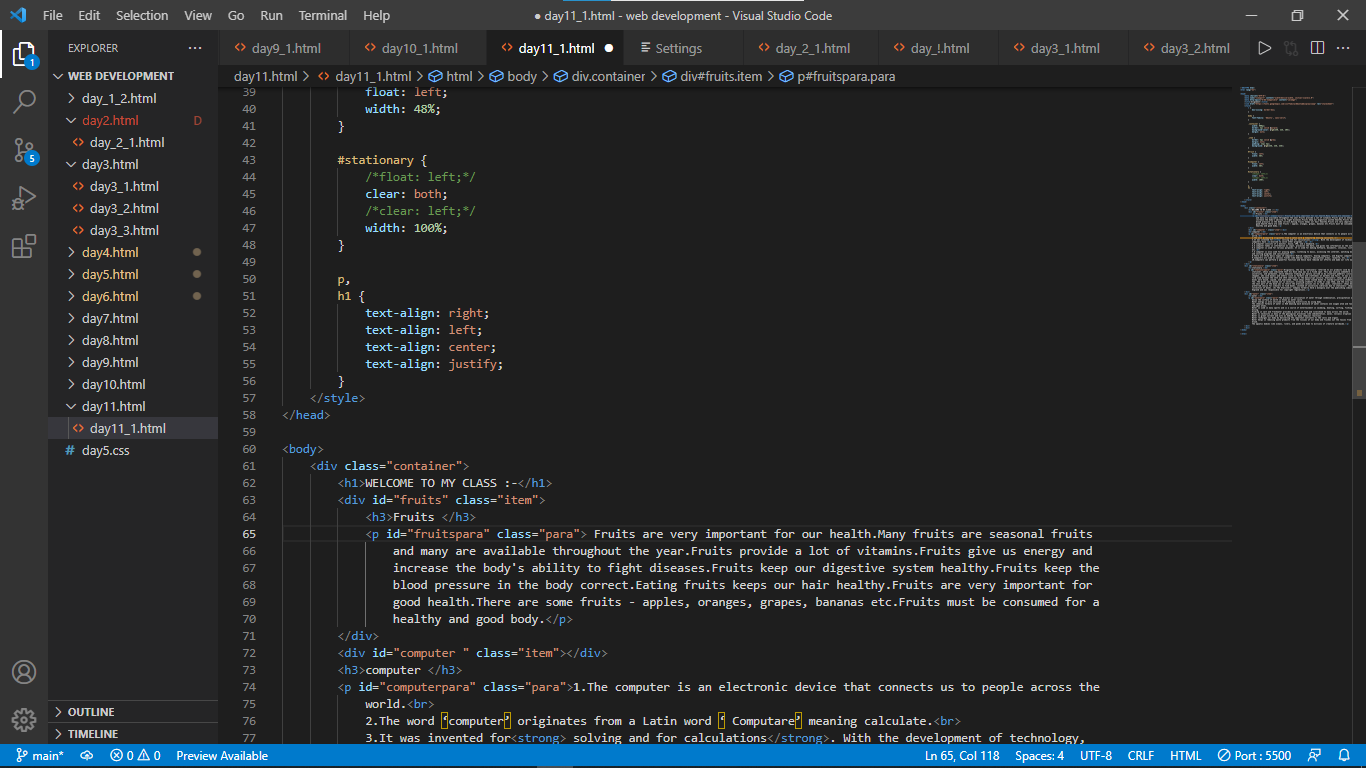 File Edit Selection View Go Run Terminal Help ● day11_1.html - web development - Visual Studio Code
EXPLORER ···
day9_1.html day10_1.html day11_1.html ● Settings day_2_1.html day_!.html day3_1.html day3_2.html ···
day11.html > day11_1.html > html > body > div.container > div#fruits.item > p#fruitspara.para
1
5
WEB DEVELOPMENT
day_1_2.html
day2.html D
day_2_1.html
day3.html
day3_1.html
day3_2.html
day3_3.html
day4.html
day5.html
day6.html
day7.html
day8.html
day9.html
day10.html
day11.html
day11_1.html
# day5.css
OUTLINE
TIMELINE
39 float: left;
40 width: 48%;
41 }
42
43 #stationary {
44 /*float: left;*/
45 clear: both;
46 /*clear: left;*/
47 width: 100%;
48 }
49
50 p,
51 h1 {
52 text-align: right;
53 text-align: left;
54 text-align: center;
55 text-align: justify;
56 }
57 </style>
58 </head>
59
60 <body>
61 <div class="container">
62 <h1>WELCOME TO MY CLASS :-</h1>
63 <div id="fruits" class="item">
64 <h3>Fruits </h3>
65 <p id="fruitspara" class="para"> Fruits are very important for our health.Many fruits are seasonal fruits
66 and many are available throughout the year.Fruits provide a lot of vitamins.Fruits give us energy and
67 increase the body's ability to fight diseases.Fruits keep our digestive system healthy.Fruits keep the
68 blood pressure in the body correct.Eating fruits keeps our hair healthy.Fruits are very important for
69 good health.There are some fruits - apples, oranges, grapes, bananas etc.Fruits must be consumed for a
70 healthy and good body.</p>
71 </div>
72 <div id="computer " class="item"></div>
73 <h3>computer </h3>
74 <p id="computerpara" class="para">1.The computer is an electronic device that connects us to people across the
75 world.<br>
76 2.The word ‘computer’ originates from a Latin word ‘ Computare’ meaning calculate.<br>
77 3.It was invented for<strong> solving and for calculations</strong>. With the development of technology,
main* 0 0 Preview Available Ln 65, Col 118 Spaces: 4 UTF-8 CRLF HTML Port : 5500